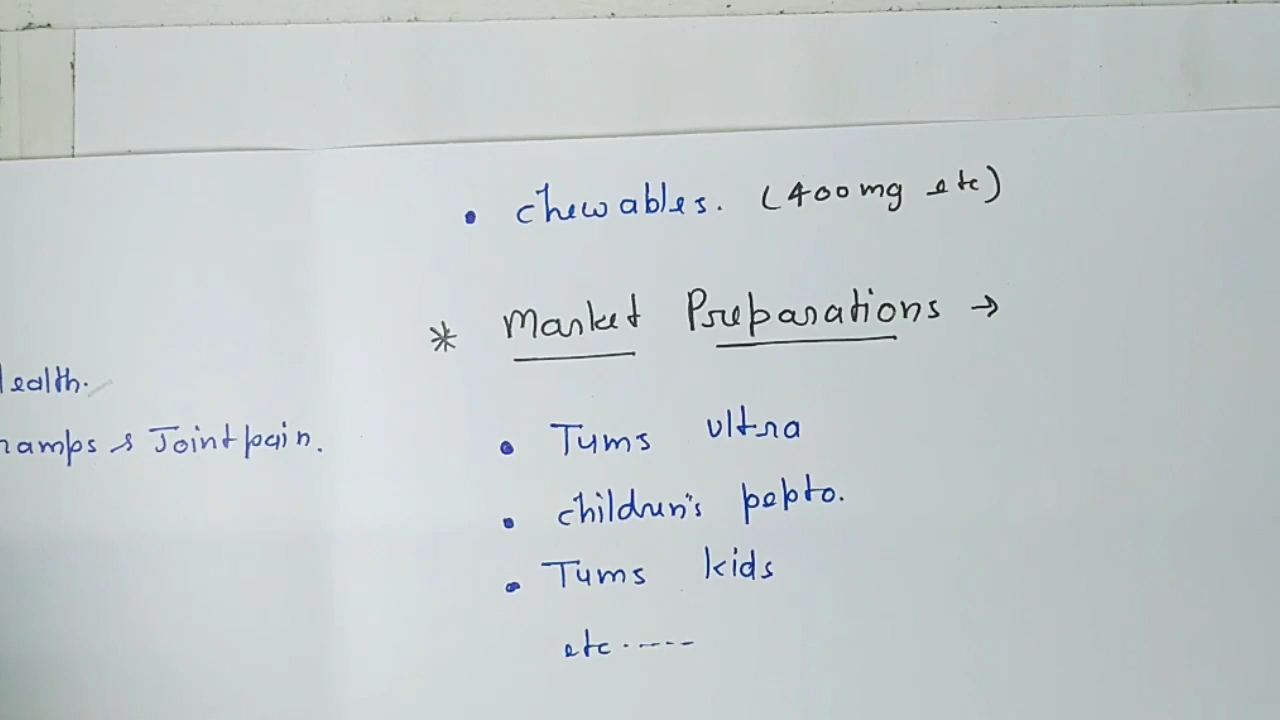 • chewables. (400mg etc)
* Market Preparations →
ealth.
ramps & Joint pain.
• Tums ultra
• children's pepto.
• Tums kids
etc.----